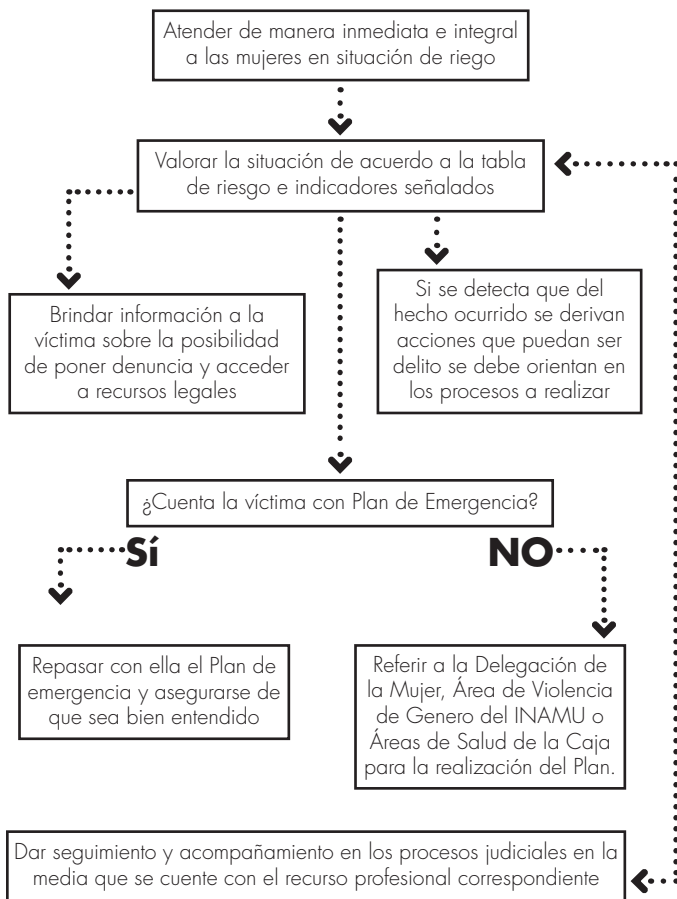 Atender de manera inmediata e integral
a las mujeres en situación de riego
Valorar la situación de acuerdo a la tabla
de riesgo e indicadores señalados
Brindar información a la
víctima sobre la posibilidad
de poner denuncia y acceder
a recursos legales
Si se detecta que del
hecho ocurrido se derivan
acciones que puedan ser
delito se debe orientan en
los procesos a realizar
¿Cuenta la víctima con Plan de Emergencia?
Sí
NO
Repasar con ella el Plan de
emergencia y asegurarse de
que sea bien entendido
Referir a la Delegación de
la Mujer, Área de Violencia
de Genero del INAMU o
Áreas de Salud de la Caja
para la realización del Plan.
Dar seguimiento y acompañamiento en los procesos judiciales en la
media que se cuente con el recurso profesional correspondiente